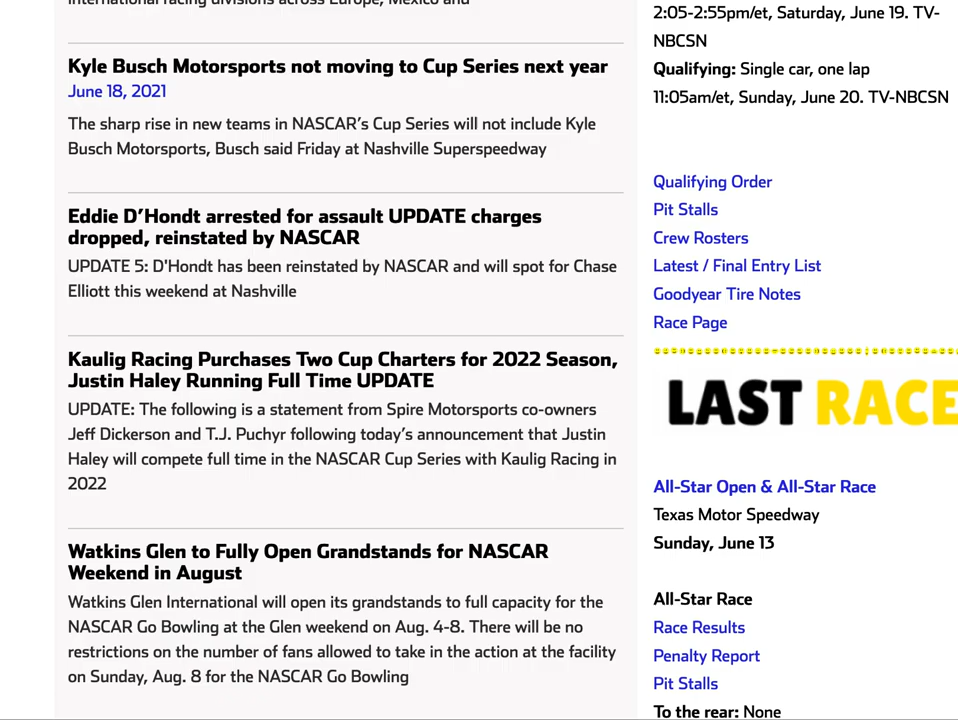 international racing divisions across Europe, Mexico and
Kyle Busch Motorsports not moving to Cup Series next year
June 18, 2021
The sharp rise in new teams in NASCAR’s Cup Series will not include Kyle
Busch Motorsports, Busch said Friday at Nashville Superspeedway
Eddie D’Hondt arrested for assault UPDATE charges
dropped, reinstated by NASCAR
UPDATE 5: D'Hondt has been reinstated by NASCAR and will spot for Chase
Elliott this weekend at Nashville
Kaulig Racing Purchases Two Cup Charters for 2022 Season,
Justin Haley Running Full Time UPDATE
UPDATE: The following is a statement from Spire Motorsports co-owners
Jeff Dickerson and T.J. Puchyr following today’s announcement that Justin
Haley will compete full time in the NASCAR Cup Series with Kaulig Racing in
2022
Watkins Glen to Fully Open Grandstands for NASCAR
Weekend in August
Watkins Glen International will open its grandstands to full capacity for the
NASCAR Go Bowling at the Glen weekend on Aug. 4-8. There will be no
restrictions on the number of fans allowed to take in the action at the facility
on Sunday, Aug. 8 for the NASCAR Go Bowling
2:05-2:55pm/et, Saturday, June 19. TV-
NBCSN
Qualifying: Single car, one lap
11:05am/et, Sunday, June 20. TV-NBCSN
Qualifying Order
Pit Stalls
Crew Rosters
Latest / Final Entry List
Goodyear Tire Notes
Race Page
LAST RACE
All-Star Open & All-Star Race
Texas Motor Speedway
Sunday, June 13
All-Star Race
Race Results
Penalty Report
Pit Stalls
To the rear: None